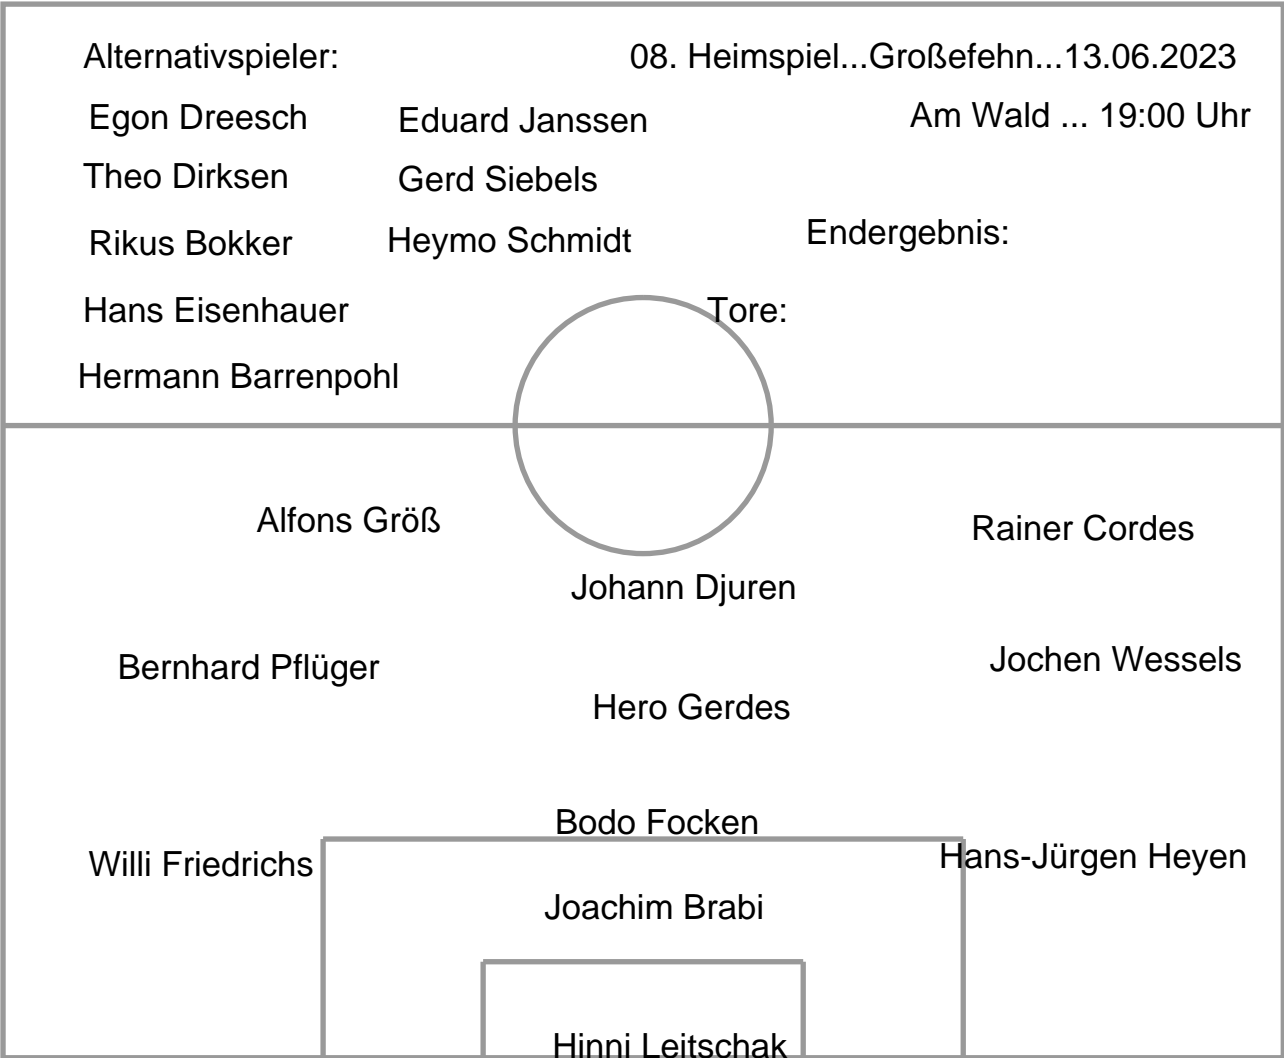 Alternativspieler:
08. Heimspiel...Großefehn...13.06.2023
Egon Dreesch
Eduard Janssen
Am Wald ... 19:00 Uhr
Theo Dirksen
Gerd Siebels
Rikus Bokker
Heymo Schmidt
Endergebnis:
Hans Eisenhauer
Tore:
Hermann Barrenpohl
Alfons Größ
Rainer Cordes
Johann Djuren
Bernhard Pflüger
Jochen Wessels
Hero Gerdes
Bodo Focken
Willi Friedrichs
Hans-Jürgen Heyen
Joachim Brabi
Hinni Leitschak